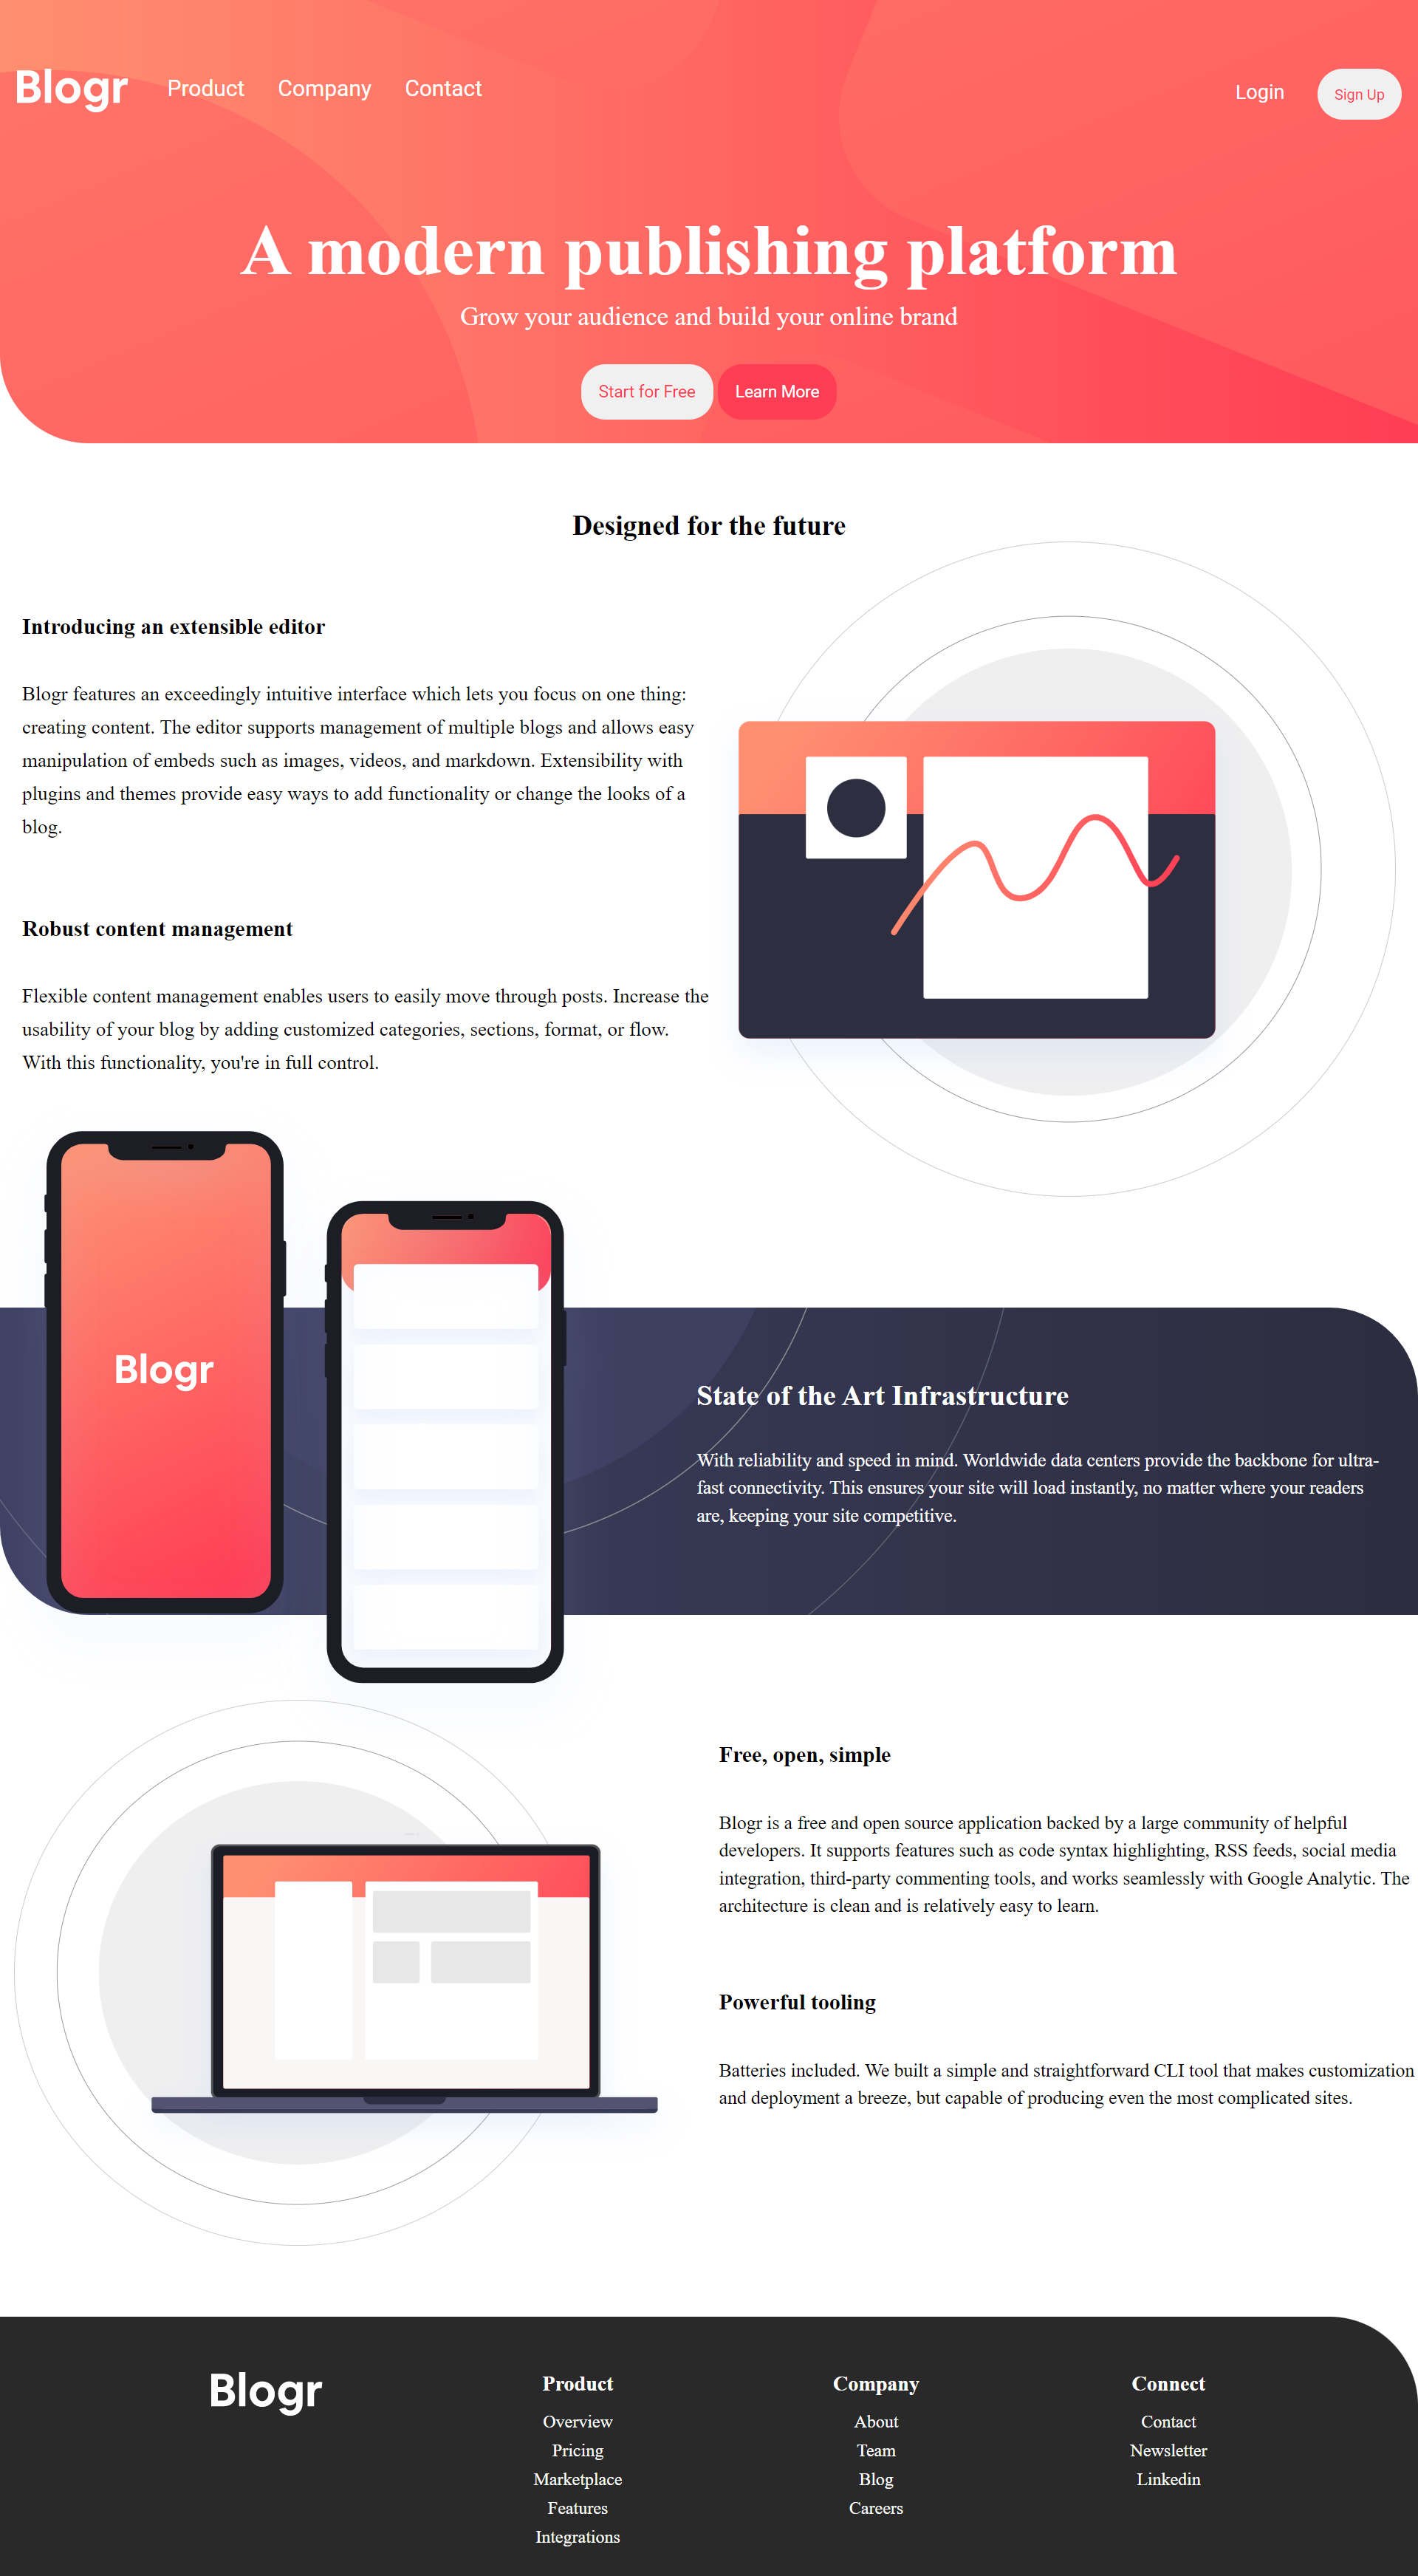 Blogr Product Company Contact Login Sign Up
A modern publishing platform
Grow your audience and build your online brand
Start for Free Learn More
Designed for the future
Introducing an extensible editor
Blogr features an exceedingly intuitive interface which lets you focus on one thing:
creating content. The editor supports management of multiple blogs and allows easy
manipulation of embeds such as images, videos, and markdown. Extensibility with
plugins and themes provide easy ways to add functionality or change the looks of a
blog.
Robust content management
Flexible content management enables users to easily move through posts. Increase the
usability of your blog by adding customized categories, sections, format, or flow.
With this functionality, you're in full control.
Blogr
State of the Art Infrastructure
With reliability and speed in mind. Worldwide data centers provide the backbone for ultra-
fast connectivity. This ensures your site will load instantly, no matter where your readers
are, keeping your site competitive.
Free, open, simple
Blogr is a free and open source application backed by a large community of helpful
developers. It supports features such as code syntax highlighting, RSS feeds, social media
integration, third-party commenting tools, and works seamlessly with Google Analytic. The
architecture is clean and is relatively easy to learn.
Powerful tooling
Batteries included. We built a simple and straightforward CLI tool that makes customization
and deployment a breeze, but capable of producing even the most complicated sites.
Blogr
Product
Overview
Pricing
Marketplace
Features
Integrations
Company
About
Team
Blog
Careers
Connect
Contact
Newsletter
Linkedin